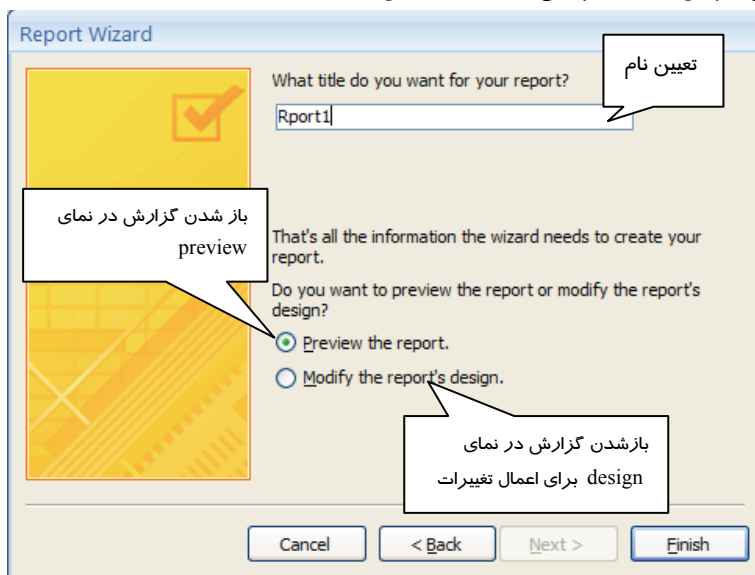 Report Wizard
تعیین نام
What title do you want for your report?
Rport1
باز شدن گزارش در نمای
preview
That's all the information the wizard needs to create your
report.
Do you want to preview the report or modify the report's
design?
Preview the report.
Modify the report's design.
بازشدن گزارش در نمای
design برای اعمال تغییرات
Cancel
< Back
Next >
Finish